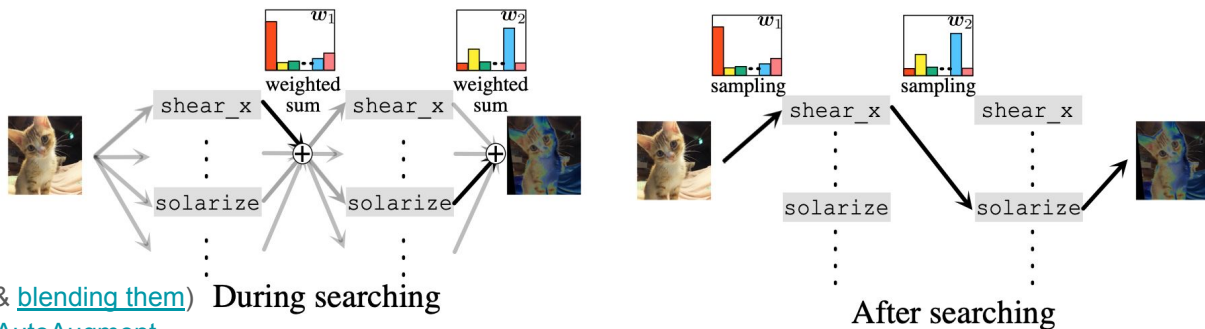 w1
w2
weighted
sum
weighted
sum
shear_x
shear_x
solarize
solarize
& blending them)
During searching
AutoAugment
w1
w2
sampling
sampling
shear_x
shear_x
solarize
solarize
After searching